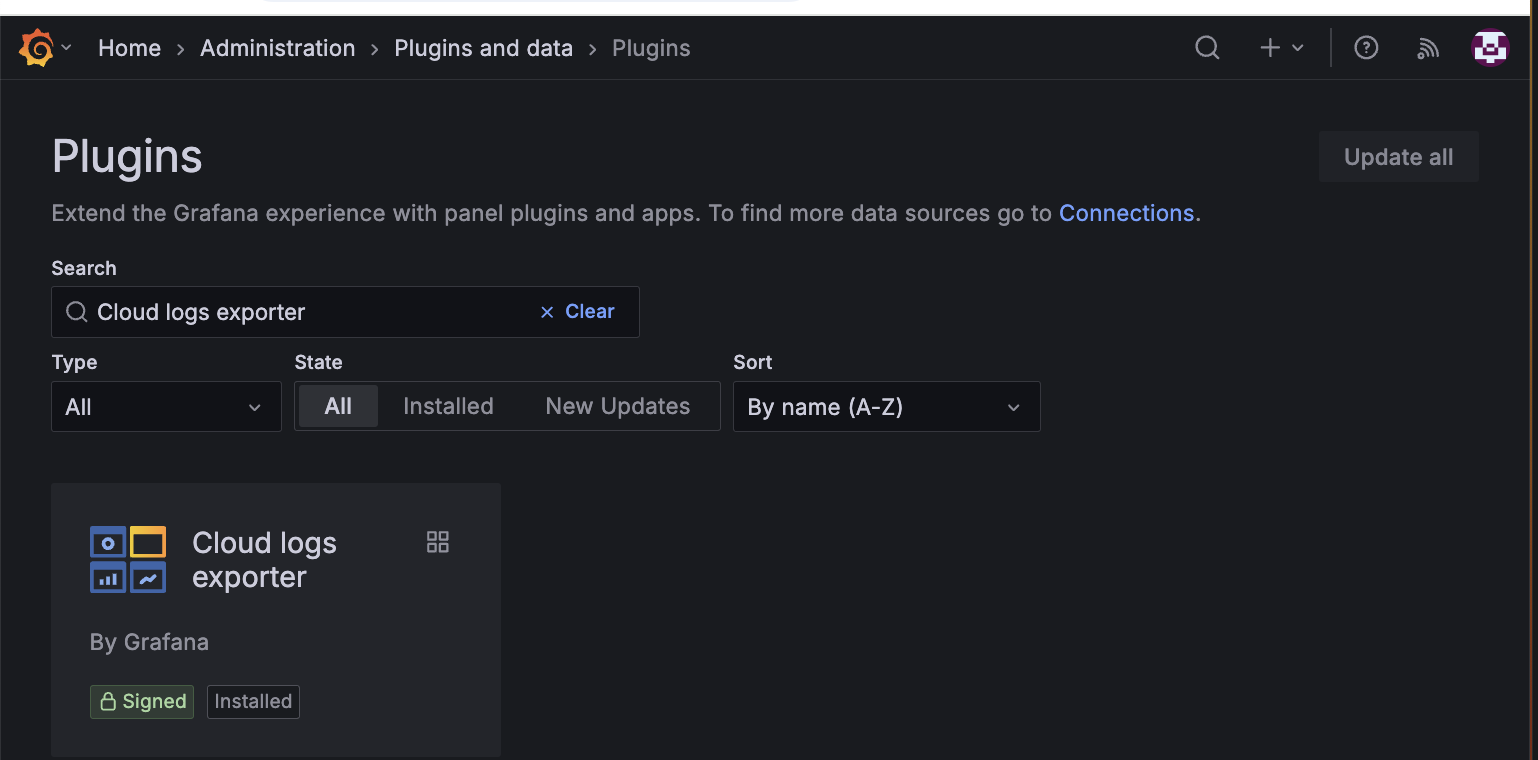 Home > Administration > Plugins and data > Plugins
Plugins
Update all
Extend the Grafana experience with panel plugins and apps. To find more data sources go to Connections.
Search
Cloud logs exporter
× Clear
Type
State
Sort
All
All
Installed
New Updates
By name (A-Z)
Cloud logs
exporter
By Grafana
Signed
Installed